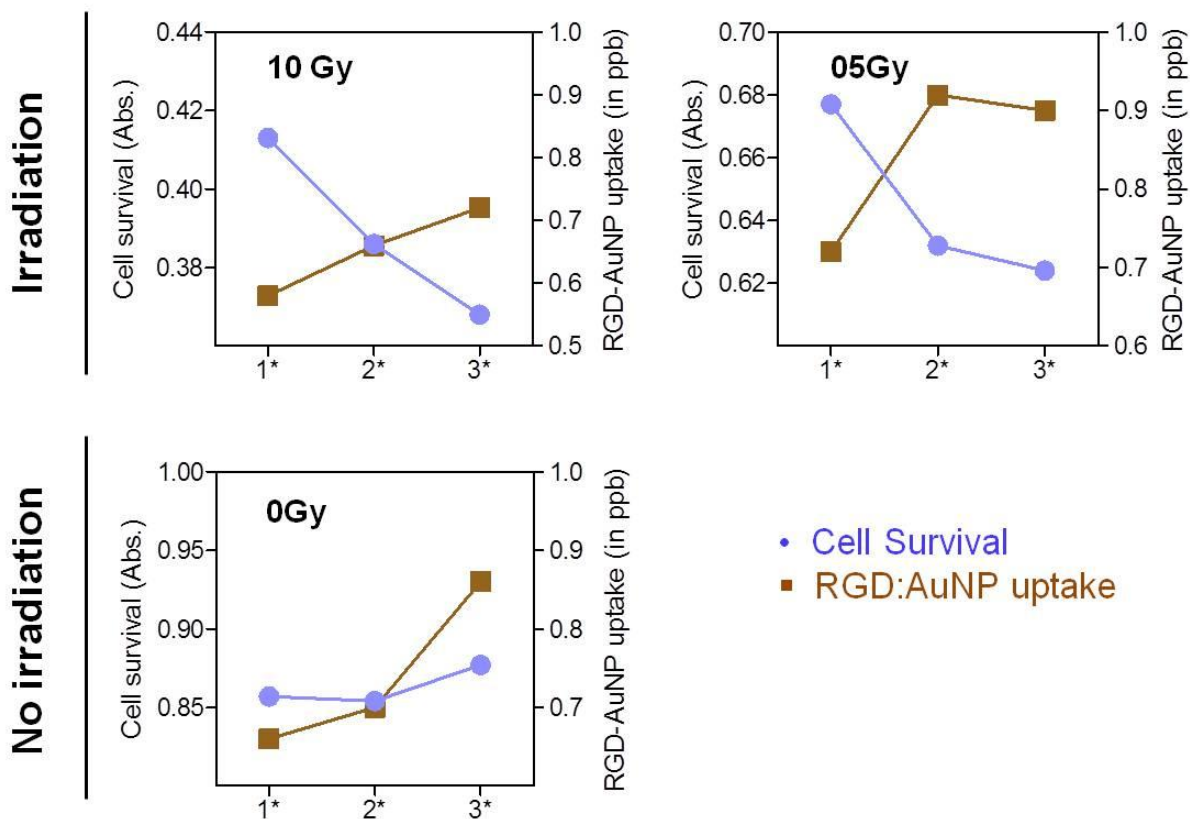 Irradiation
10 Gy
Cell survival (Abs.)
0.44
0.42
0.40
0.38
1.0
0.9
0.8
0.7
0.6
0.5
RGD-AuNP uptake (in ppb)
1* 2* 3*
05Gy
Cell survival (Abs.)
0.70
0.68
0.66
0.64
0.62
1.0
0.9
0.8
0.7
0.6
RGD-AuNP uptake (in ppb)
1* 2* 3*
No irradiation
0Gy
Cell survival (Abs.)
1.00
0.95
0.90
0.85
1.0
0.9
0.8
0.7
RGD-AuNP uptake (in ppb)
1* 2* 3*
Cell Survival
RGD:AuNP uptake